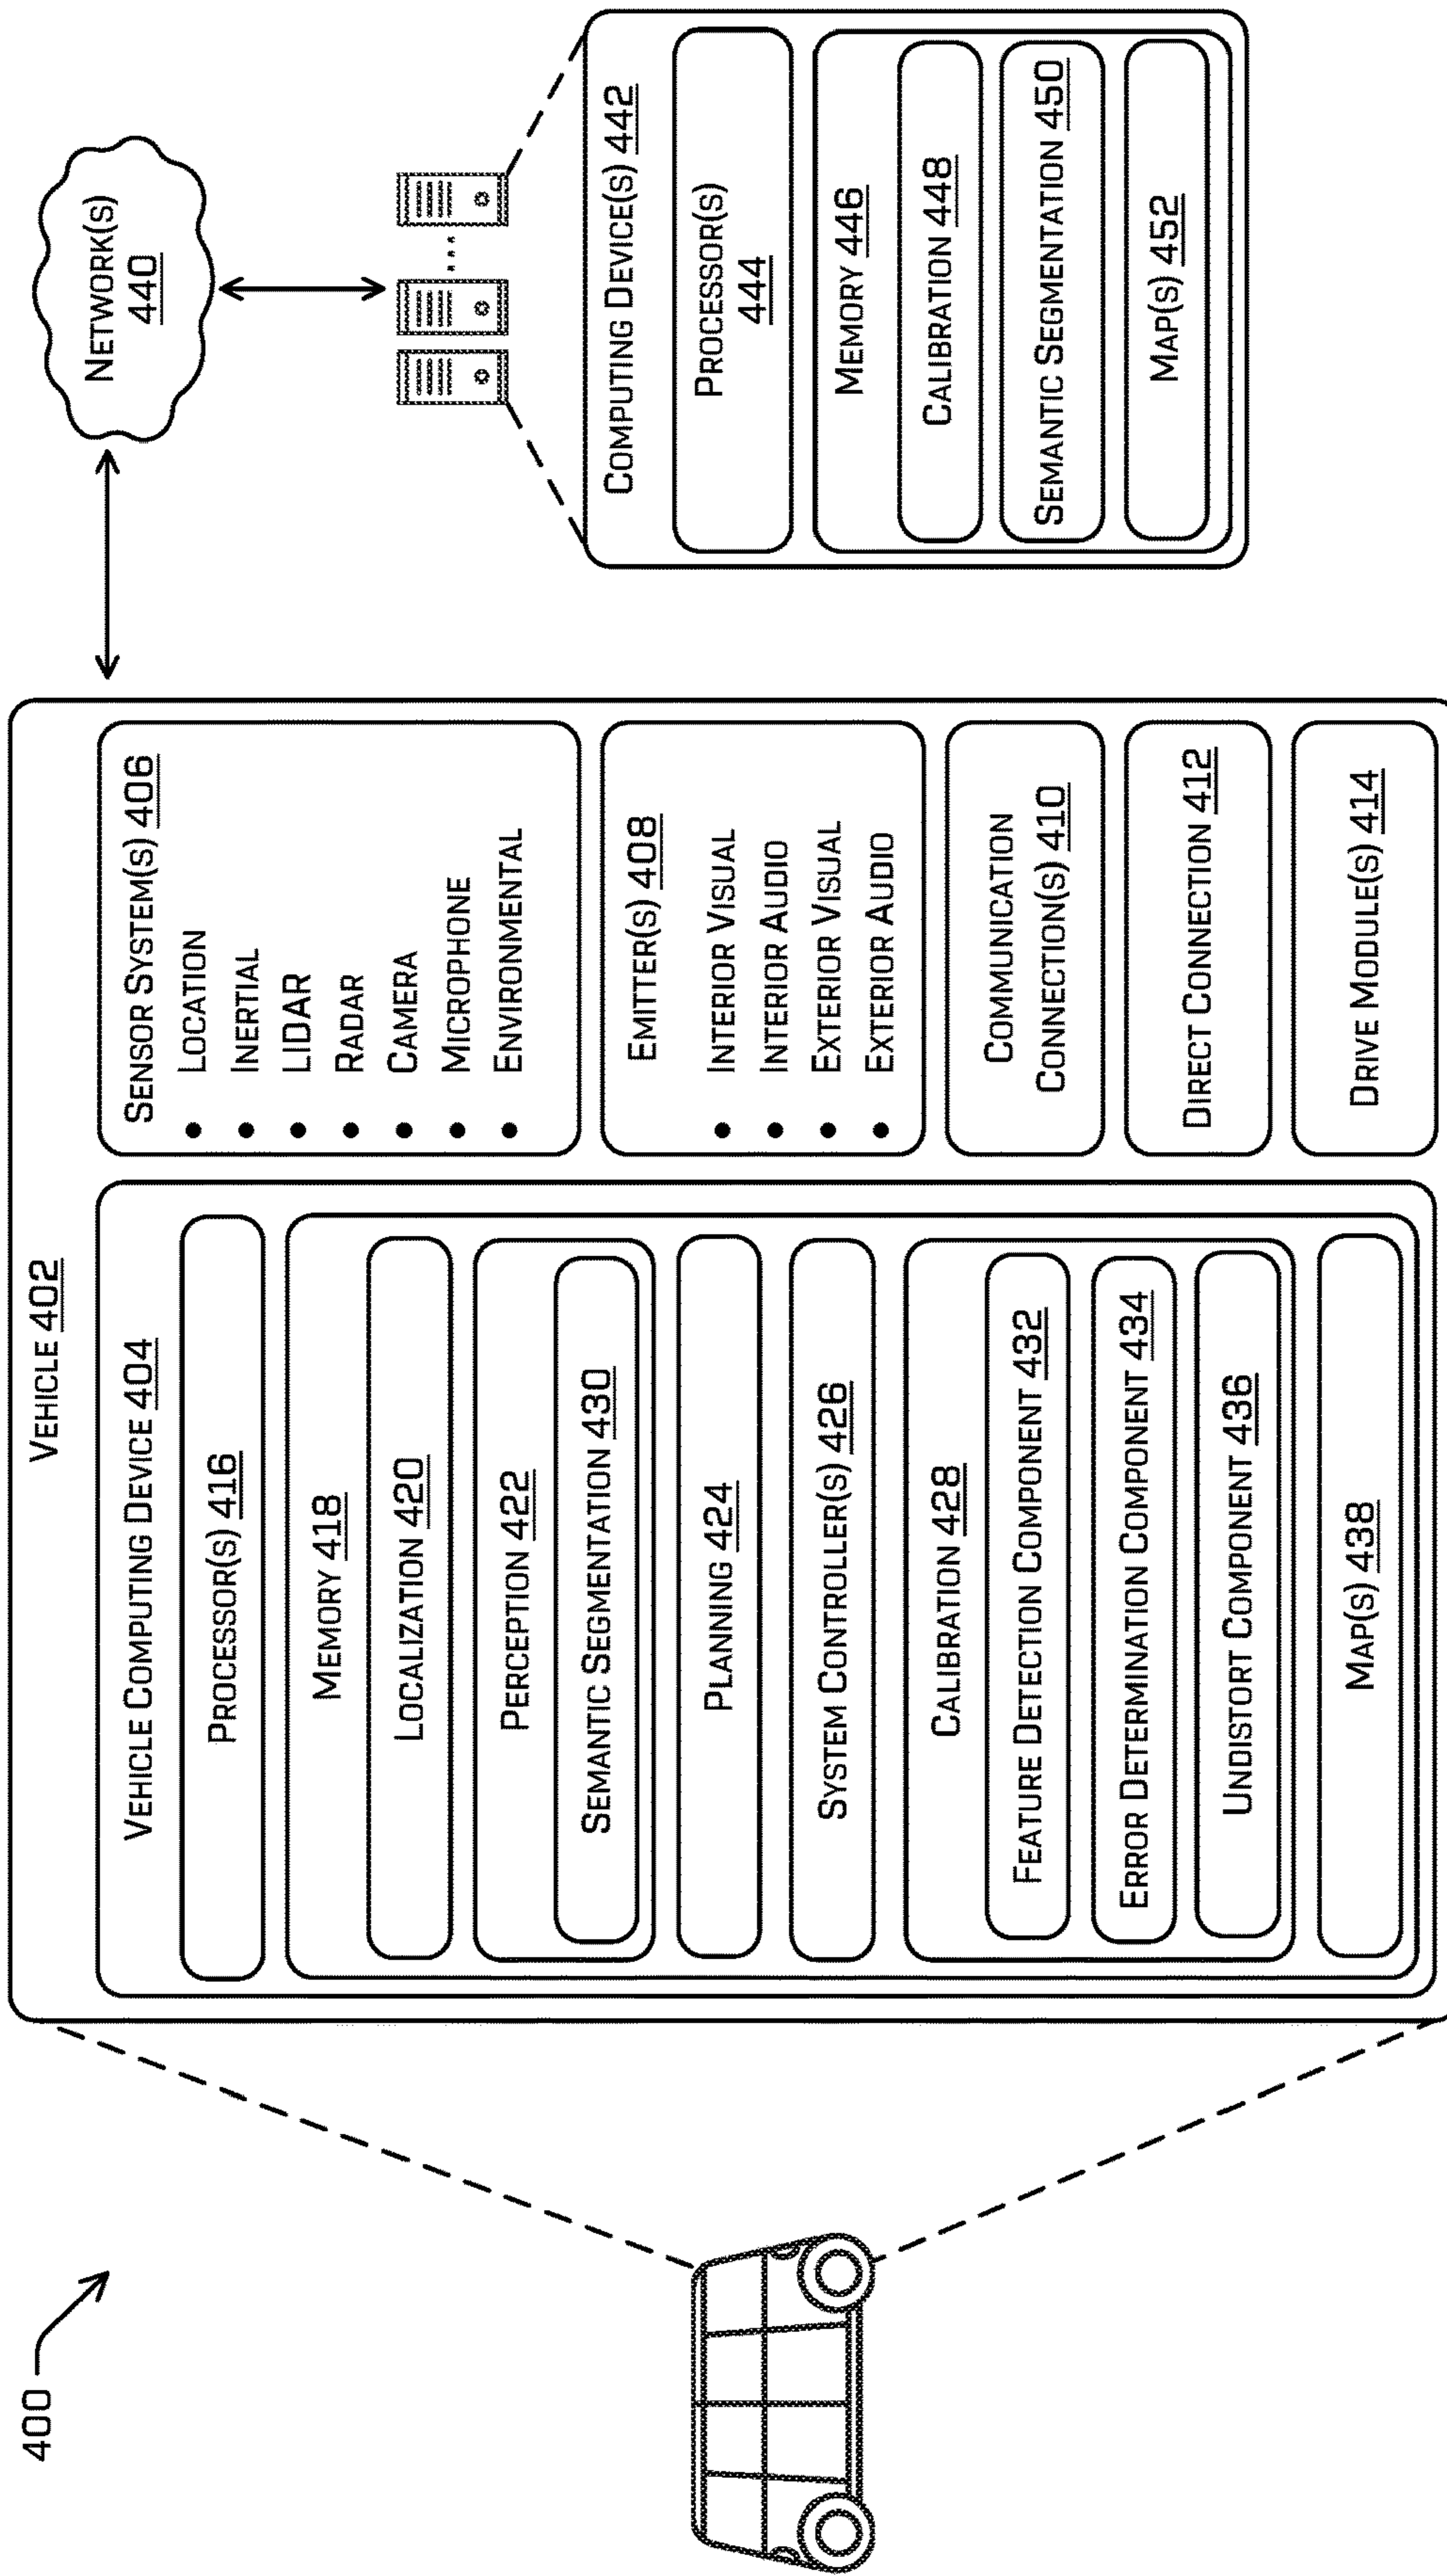 400
VEHICLE 402
VEHICLE COMPUTING DEVICE 404
PROCESSOR(S) 416
MEMORY 418
LOCALIZATION 420
PERCEPTION 422
SEMANTIC SEGMENTATION 430
PLANNING 424
SYSTEM CONTROLLER(S) 426
CALIBRATION 428
FEATURE DETECTION COMPONENT 432
ERROR DETERMINATION COMPONENT 434
UNDISTORT COMPONENT 436
MAP(S) 438
SENSOR SYSTEM(S) 406
• LOCATION
• INERTIAL
• LIDAR
• RADAR
• CAMERA
• MICROPHONE
• ENVIRONMENTAL
EMITTER(S) 408
• INTERIOR VISUAL
• INTERIOR AUDIO
• EXTERIOR VISUAL
• EXTERIOR AUDIO
COMMUNICATION
CONNECTION(S) 410
DIRECT CONNECTION 412
DRIVE MODULE(S) 414
NETWORK(S)
440
...
COMPUTING DEVICE(S) 442
PROCESSOR(S)
444
MEMORY 446
CALIBRATION 448
SEMANTIC SEGMENTATION 450
MAP(S) 452